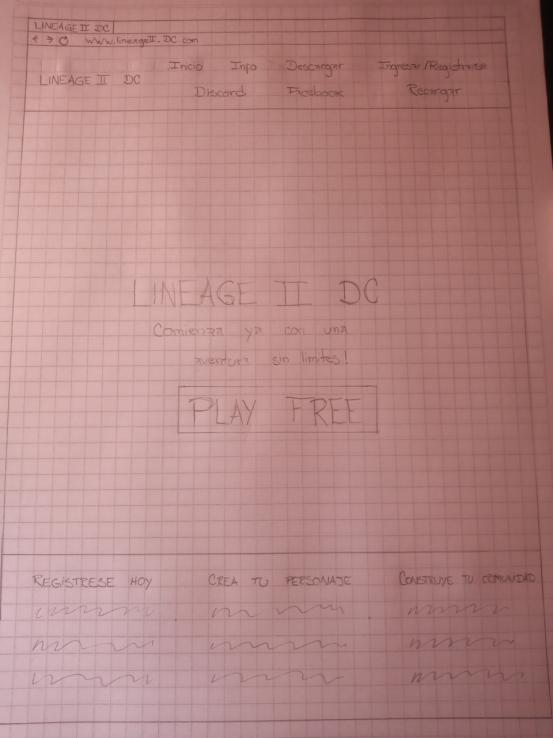 LINEAGE II DC
www.lineageII.DC com
LINEAGE II DC
Inicio Info Descargar Ingresar/Registrarse
Discord Facebook Recargar
LINEAGE II DC
Comienza ya con una
aventura sin limites!
PLAY FREE
REGISTRESE HOY CREA TU PERSONAJE CONSTRUYE TU COMUNIDAD